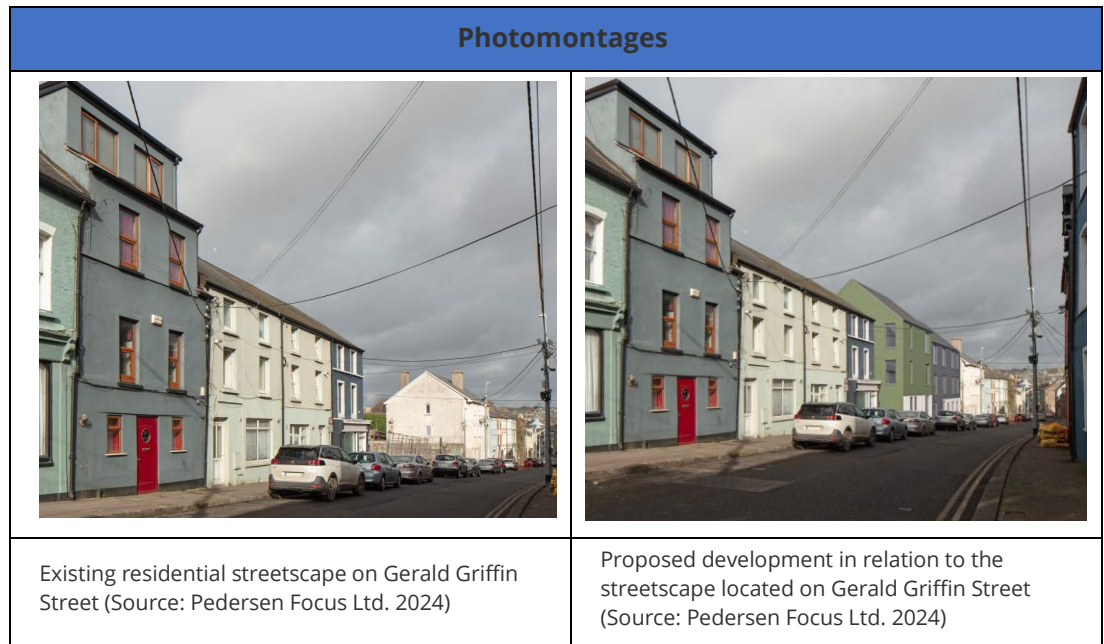 Photomontages
Existing residential streetscape on Gerald Griffin
Street (Source: Pedersen Focus Ltd. 2024)
Proposed development in relation to the
streetscape located on Gerald Griffin Street
(Source: Pedersen Focus Ltd. 2024)